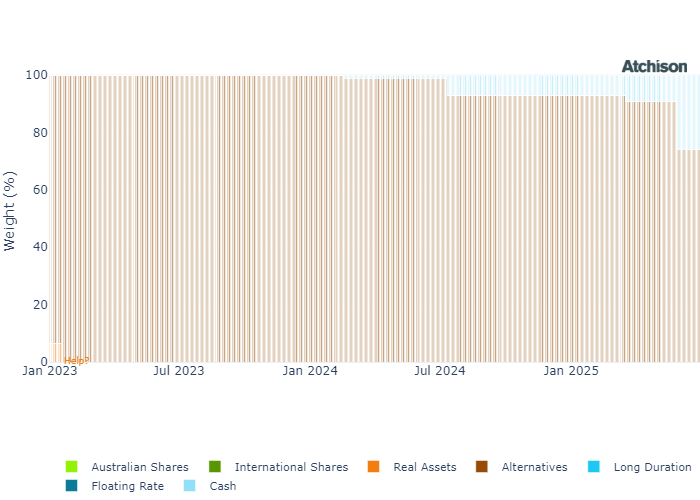 Atchison
100
80
60
40
20
0
Weight (%)
Help?
Jan 2023 Jul 2023 Jan 2024 Jul 2024 Jan 2025
Australian Shares International Shares Real Assets Alternatives Long Duration
Floating Rate Cash